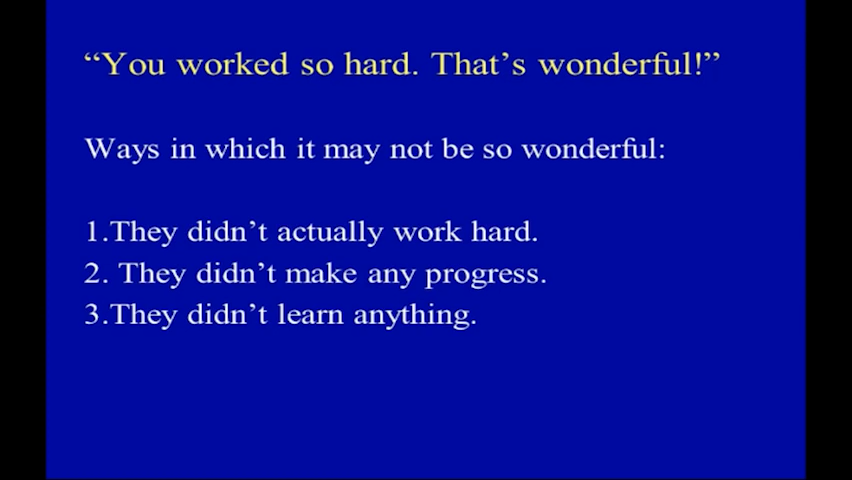 “You worked so hard. That’s wonderful!”
Ways in which it may not be so wonderful:
1.They didn’t actually work hard.
2. They didn’t make any progress.
3.They didn’t learn anything.